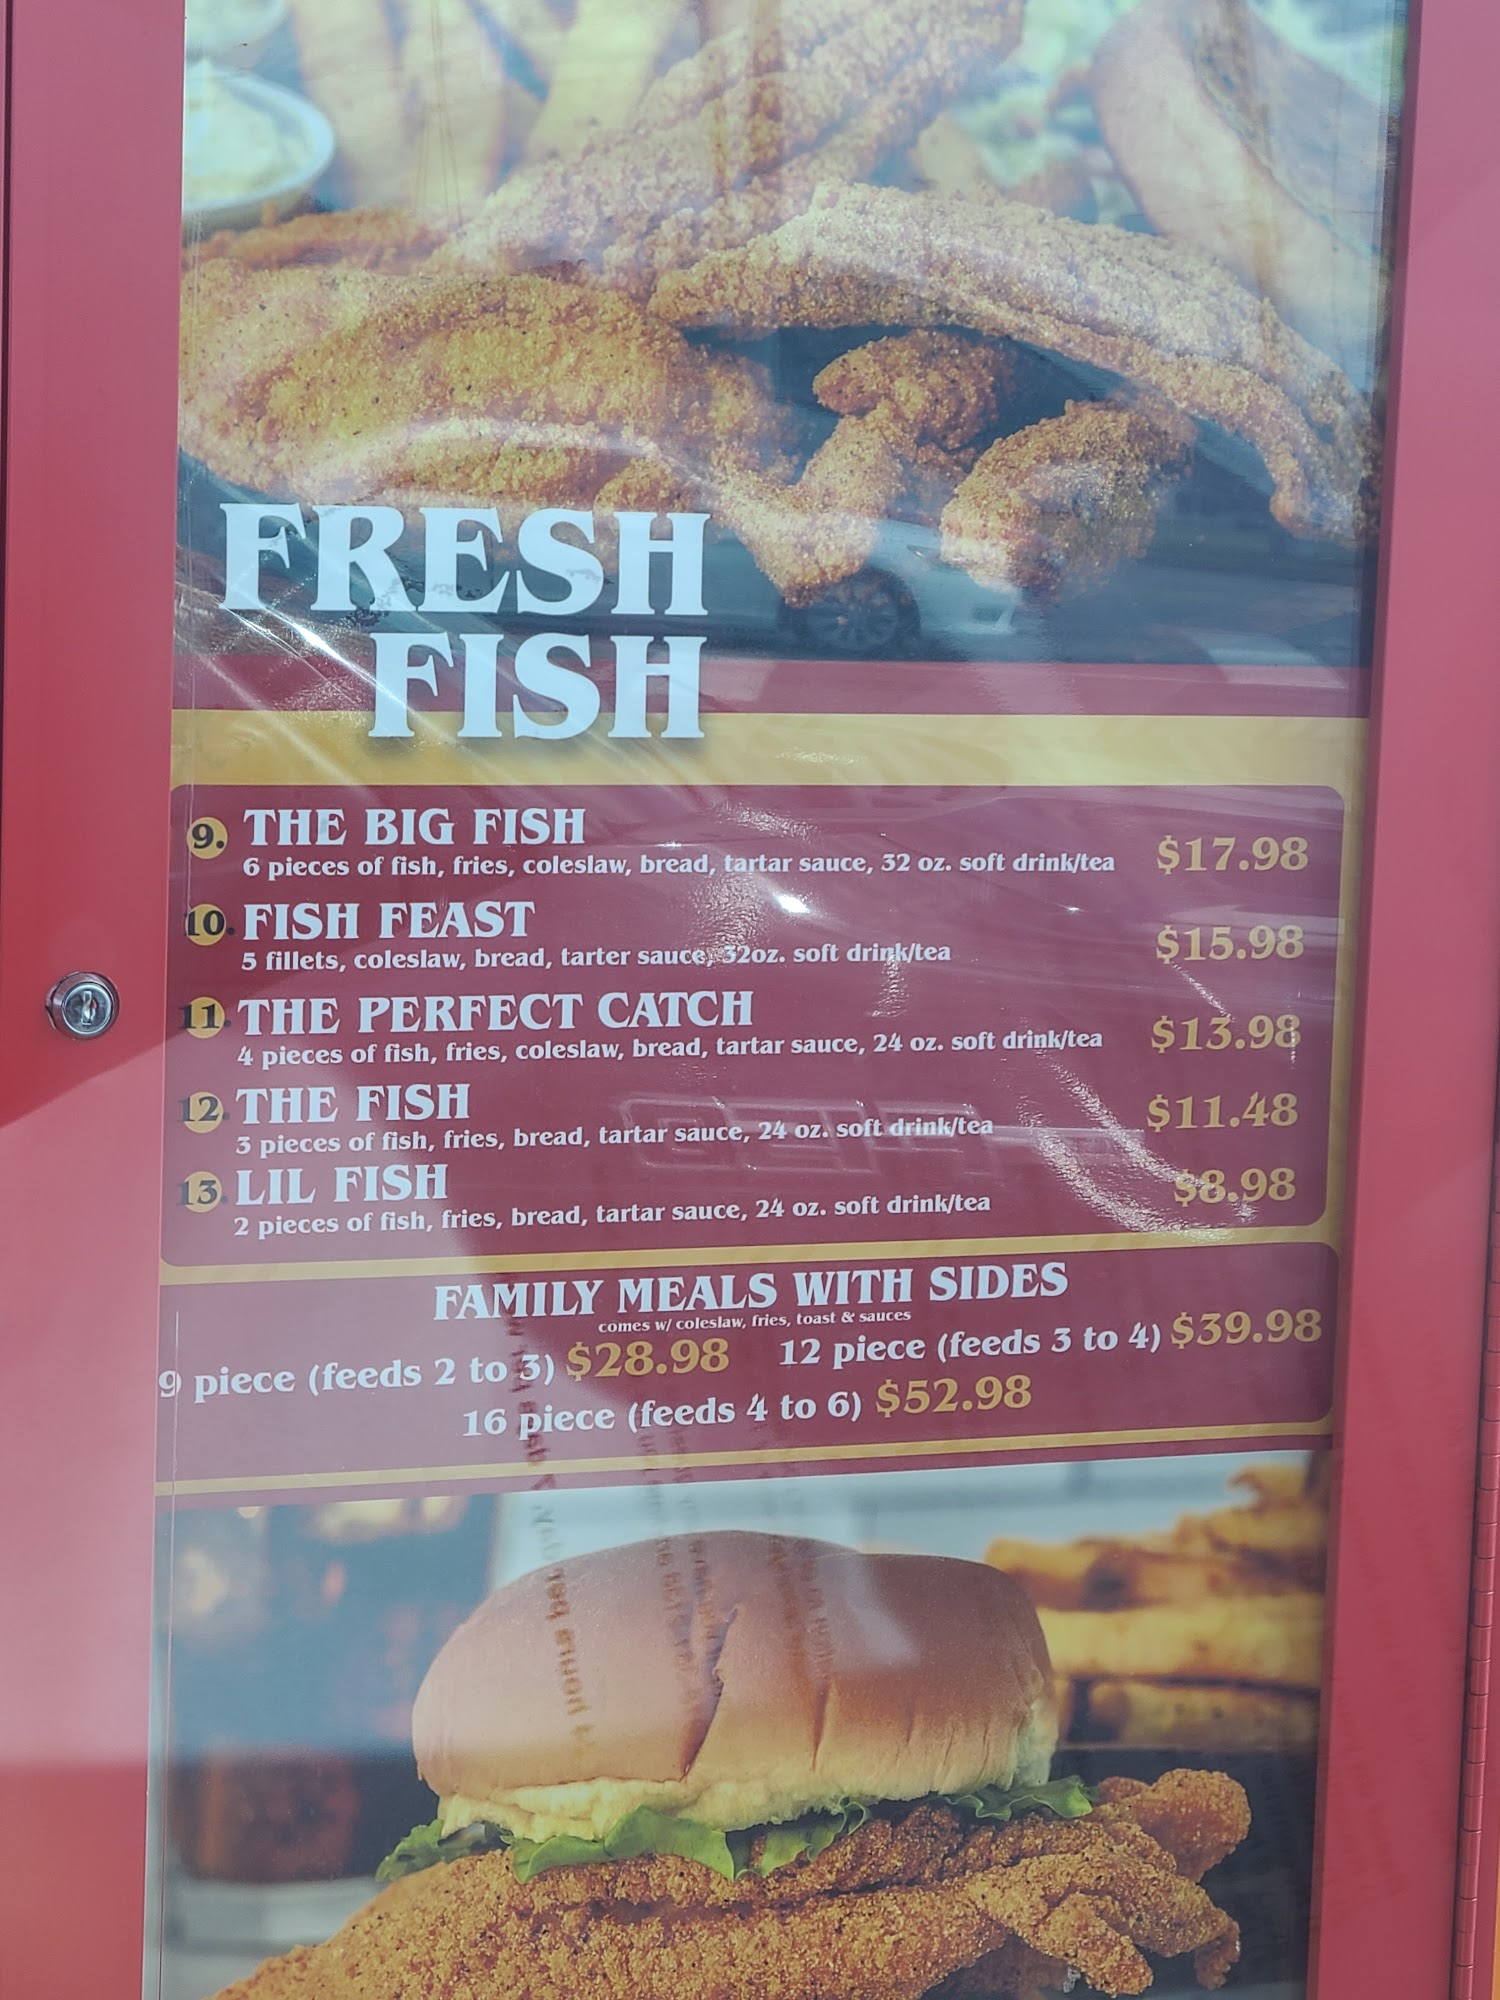 FRESH
FISH
9. THE BIG FISH
6 pieces of fish, fries, coleslaw, bread, tartar sauce, 32 oz. soft drink/tea $17.98
10. FISH FEAST
5 fillets, coleslaw, bread, tarter sauce, 32oz. soft drink/tea $15.98
11. THE PERFECT CATCH
4 pieces of fish, fries, coleslaw, bread, tartar sauce, 24 oz. soft drink/tea $13.98
12. THE FISH
3 pieces of fish, fries, bread, tartar sauce, 24 oz. soft drink/tea $11.48
13. LIL FISH
2 pieces of fish, fries, bread, tartar sauce, 24 oz. soft drink/tea $8.98
FAMILY MEALS WITH SIDES
comes w/ coleslaw, fries, toast & sauces
9 piece (feeds 2 to 3) $28.98 12 piece (feeds 3 to 4) $39.98
16 piece (feeds 4 to 6) $52.98